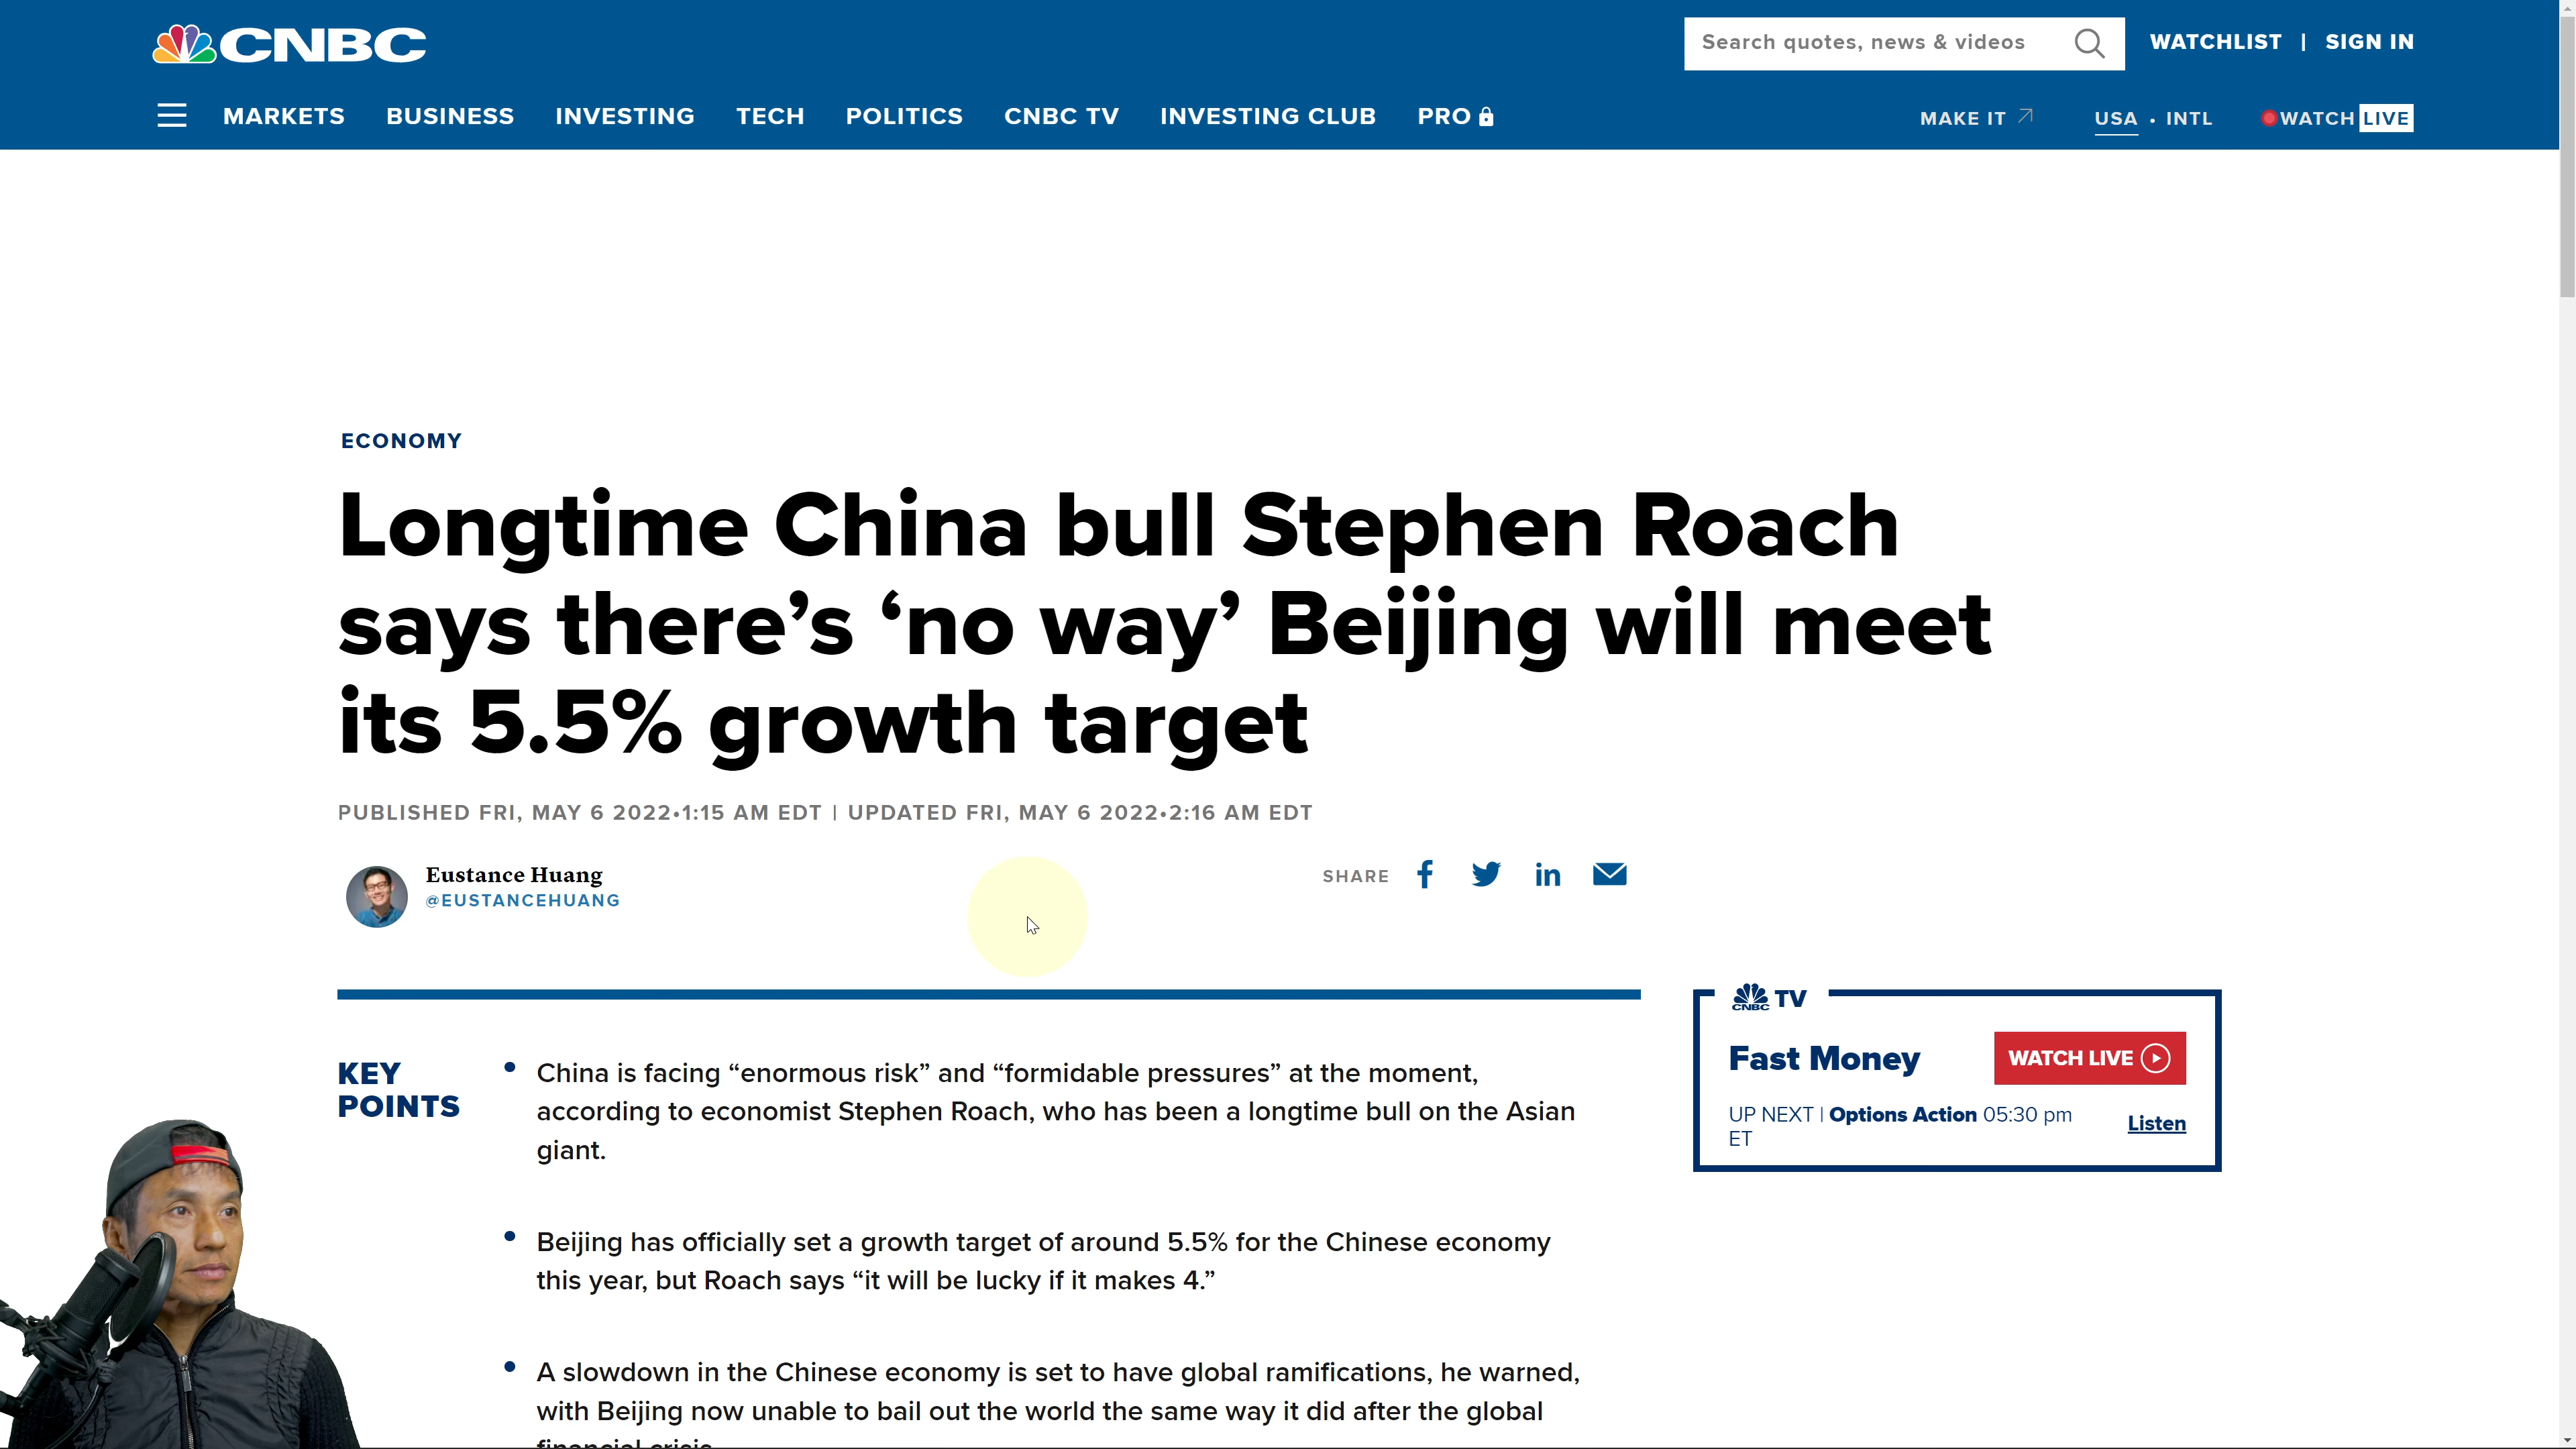 CNBC
Search quotes, news & videos
WATCHLIST | SIGN IN
MARKETS BUSINESS INVESTING TECH POLITICS CNBC TV INVESTING CLUB PRO
MAKE IT USA • INTL WATCH LIVE
ECONOMY
Longtime China bull Stephen Roach
says there’s ‘no way’ Beijing will meet
its 5.5% growth target
PUBLISHED FRI, MAY 6 2022•1:15 AM EDT | UPDATED FRI, MAY 6 2022•2:16 AM EDT
Eustance Huang
@EUSTANCEHUANG
SHARE
KEY
POINTS
China is facing “enormous risk” and “formidable pressures” at the moment,
according to economist Stephen Roach, who has been a longtime bull on the Asian
giant.
Beijing has officially set a growth target of around 5.5% for the Chinese economy
this year, but Roach says “it will be lucky if it makes 4.”
A slowdown in the Chinese economy is set to have global ramifications, he warned,
with Beijing now unable to bail out the world the same way it did after the global
financial crisis.
CNBC TV
Fast Money
WATCH LIVE
UP NEXT | Options Action 05:30 pm
ET
Listen